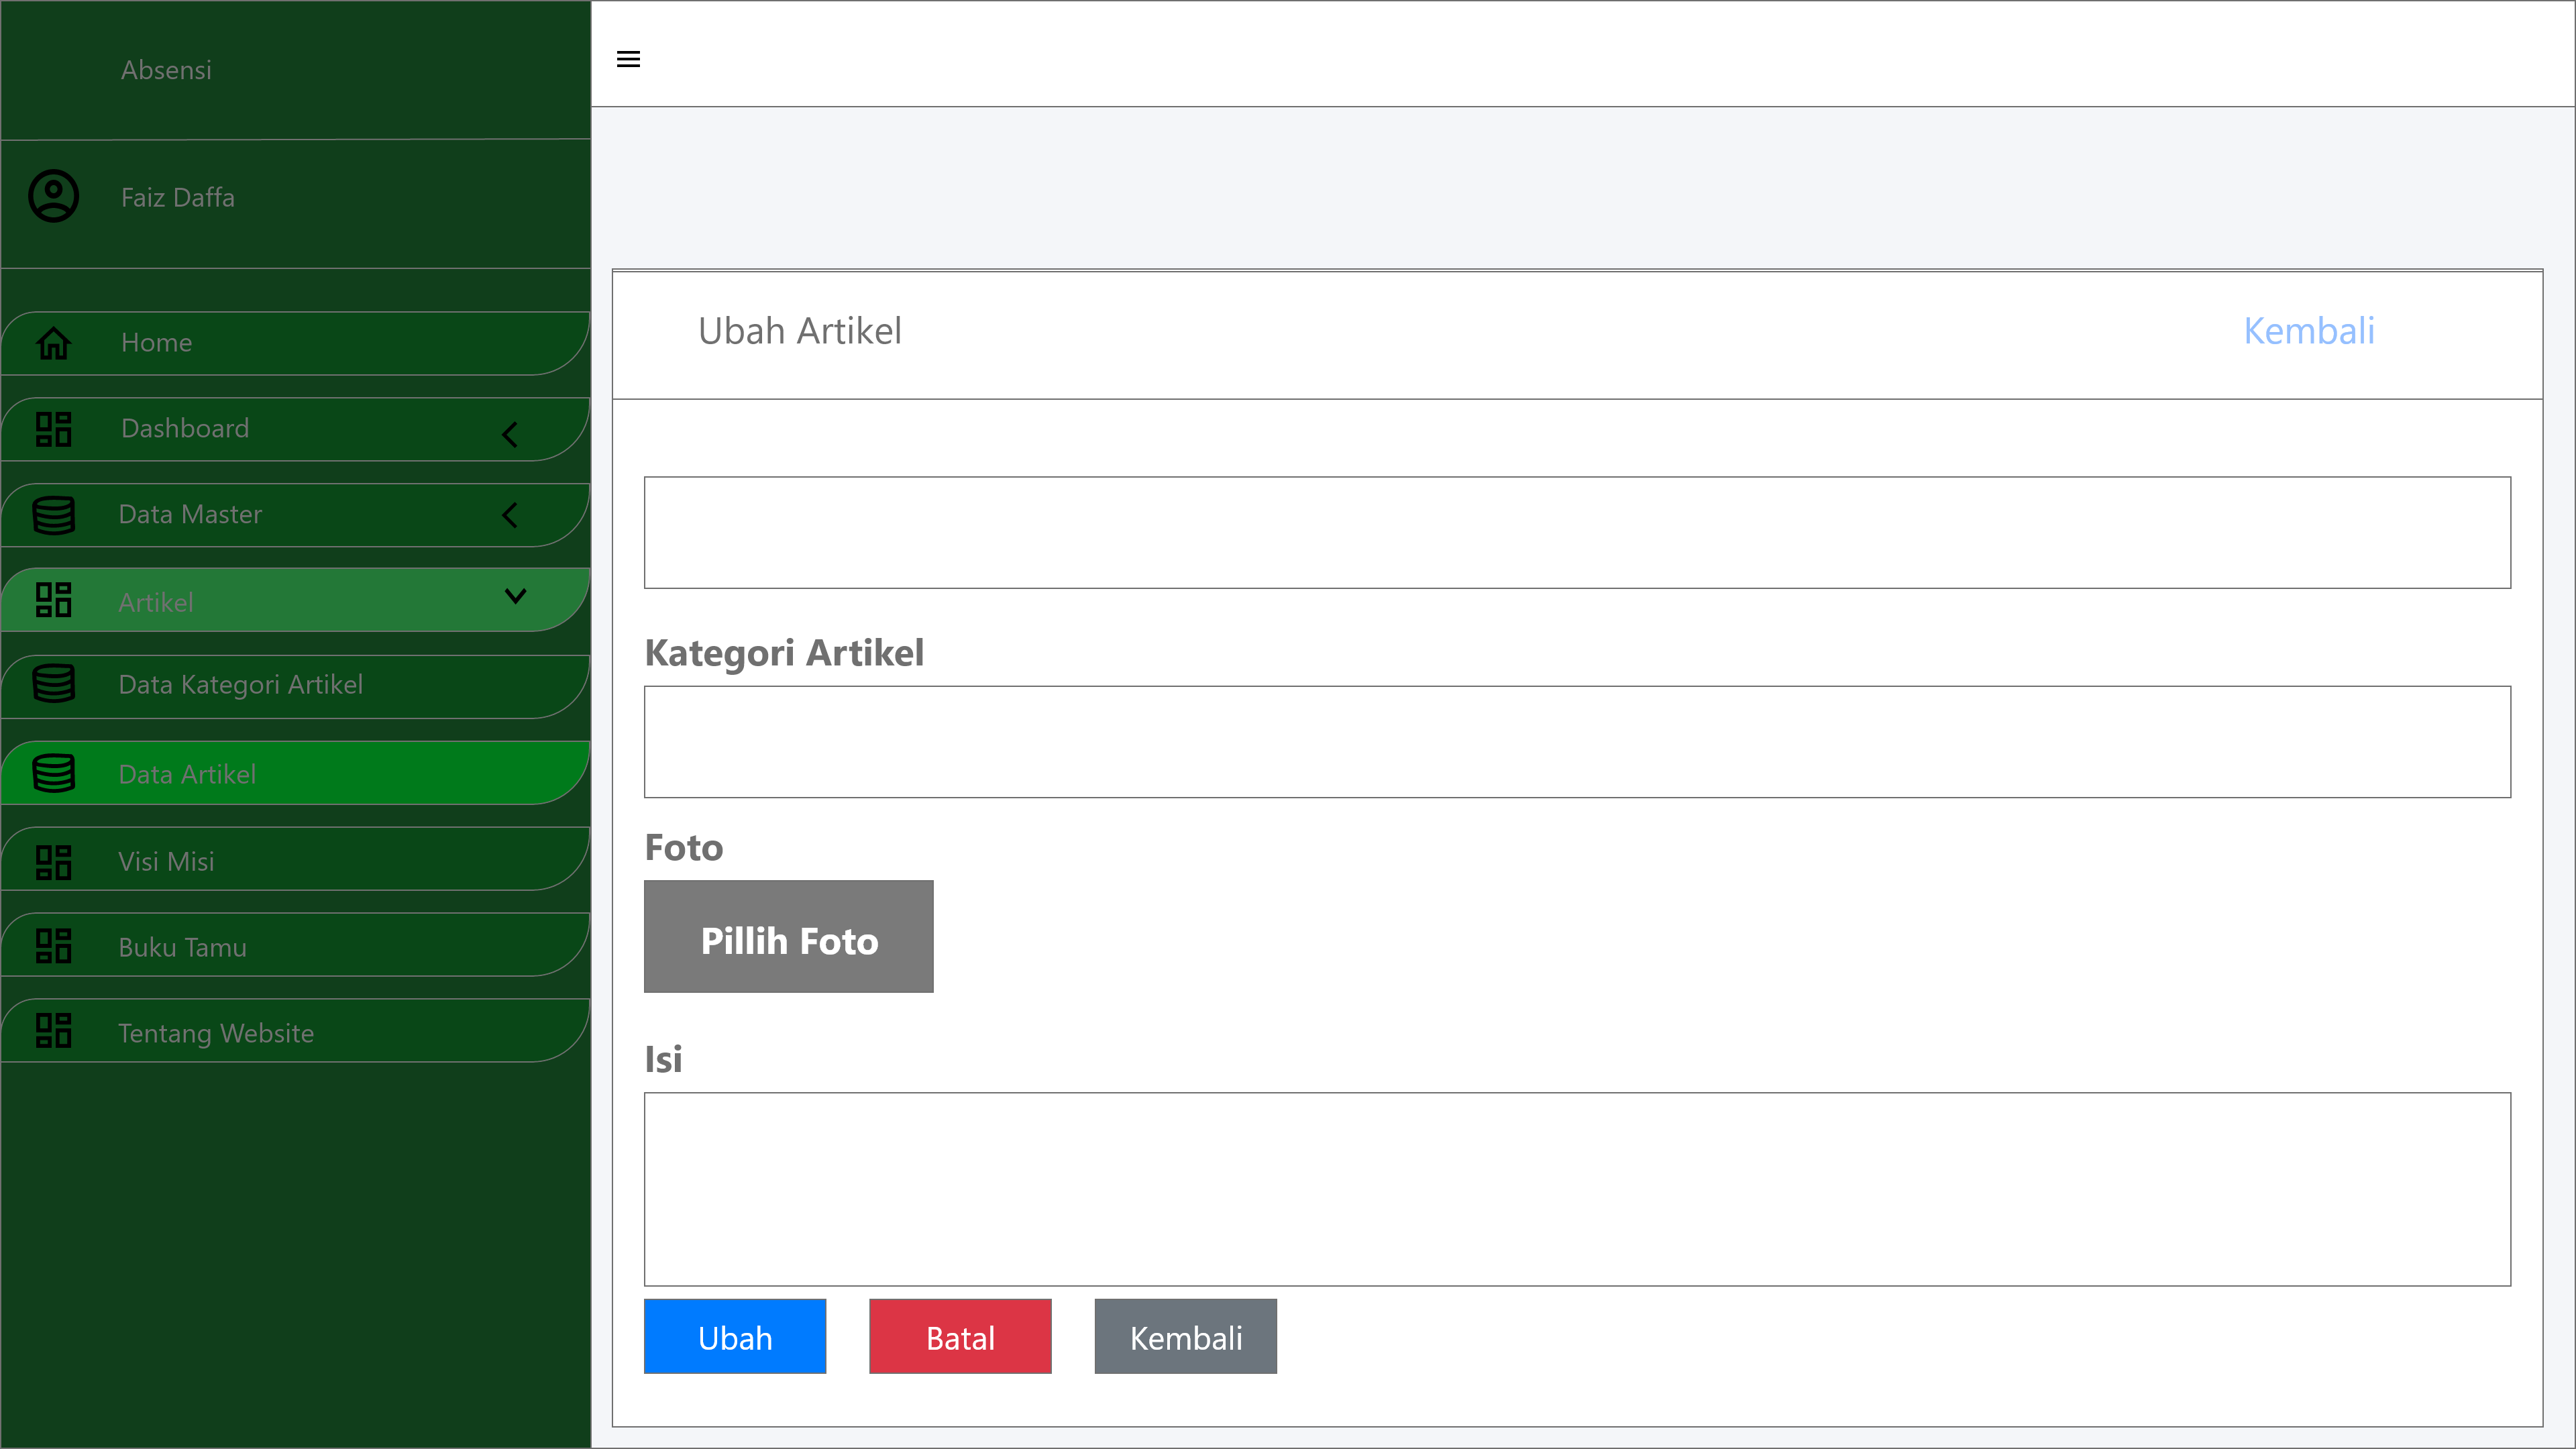 Absensi
Faiz Daffa
Home
Dashboard
Data Master
Artikel
Data Kategori Artikel
Data Artikel
Visi Misi
Buku Tamu
Tentang Website
Ubah Artikel
Kembali
Kategori Artikel
Foto
Pillih Foto
Isi
Ubah
Batal
Kembali